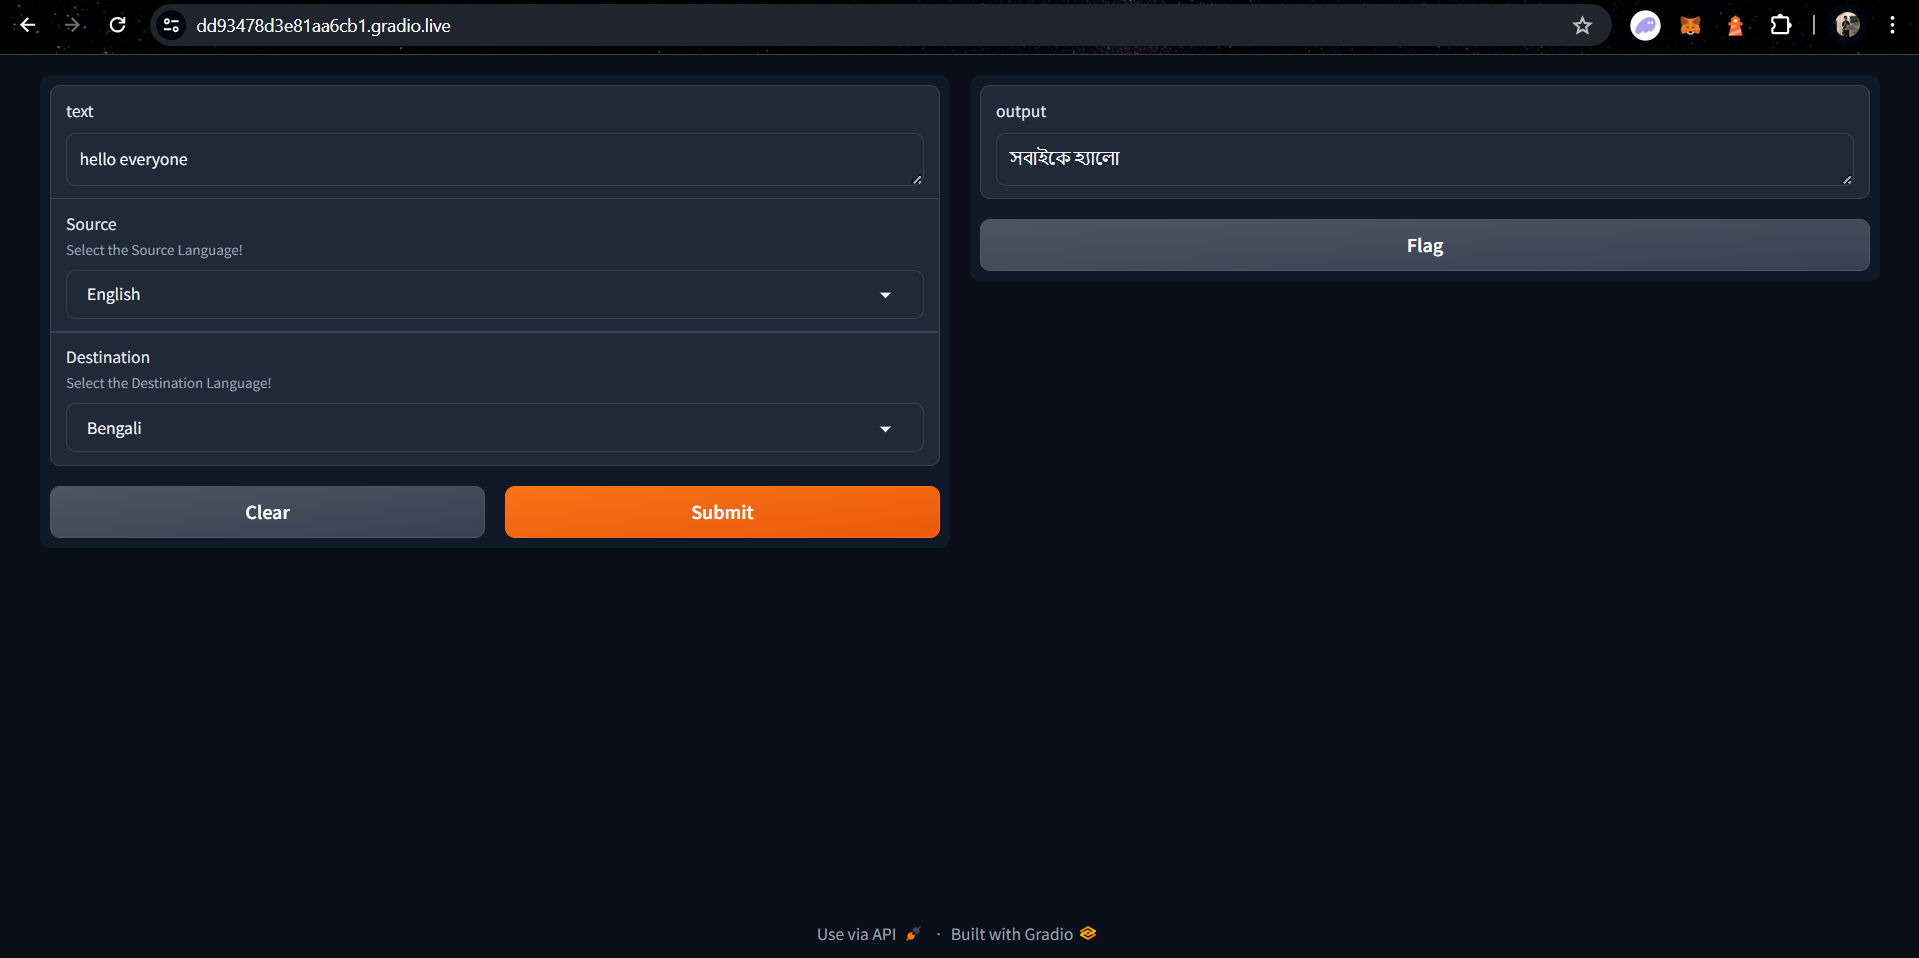 dd93478d3e81aa6cb1.gradio.live
text
hello everyone
Source
Select the Source Language!
English
Destination
Select the Destination Language!
Bengali
Clear
Submit
output
সবাইকে হ্যালো
Flag
Use via API · Built with Gradio